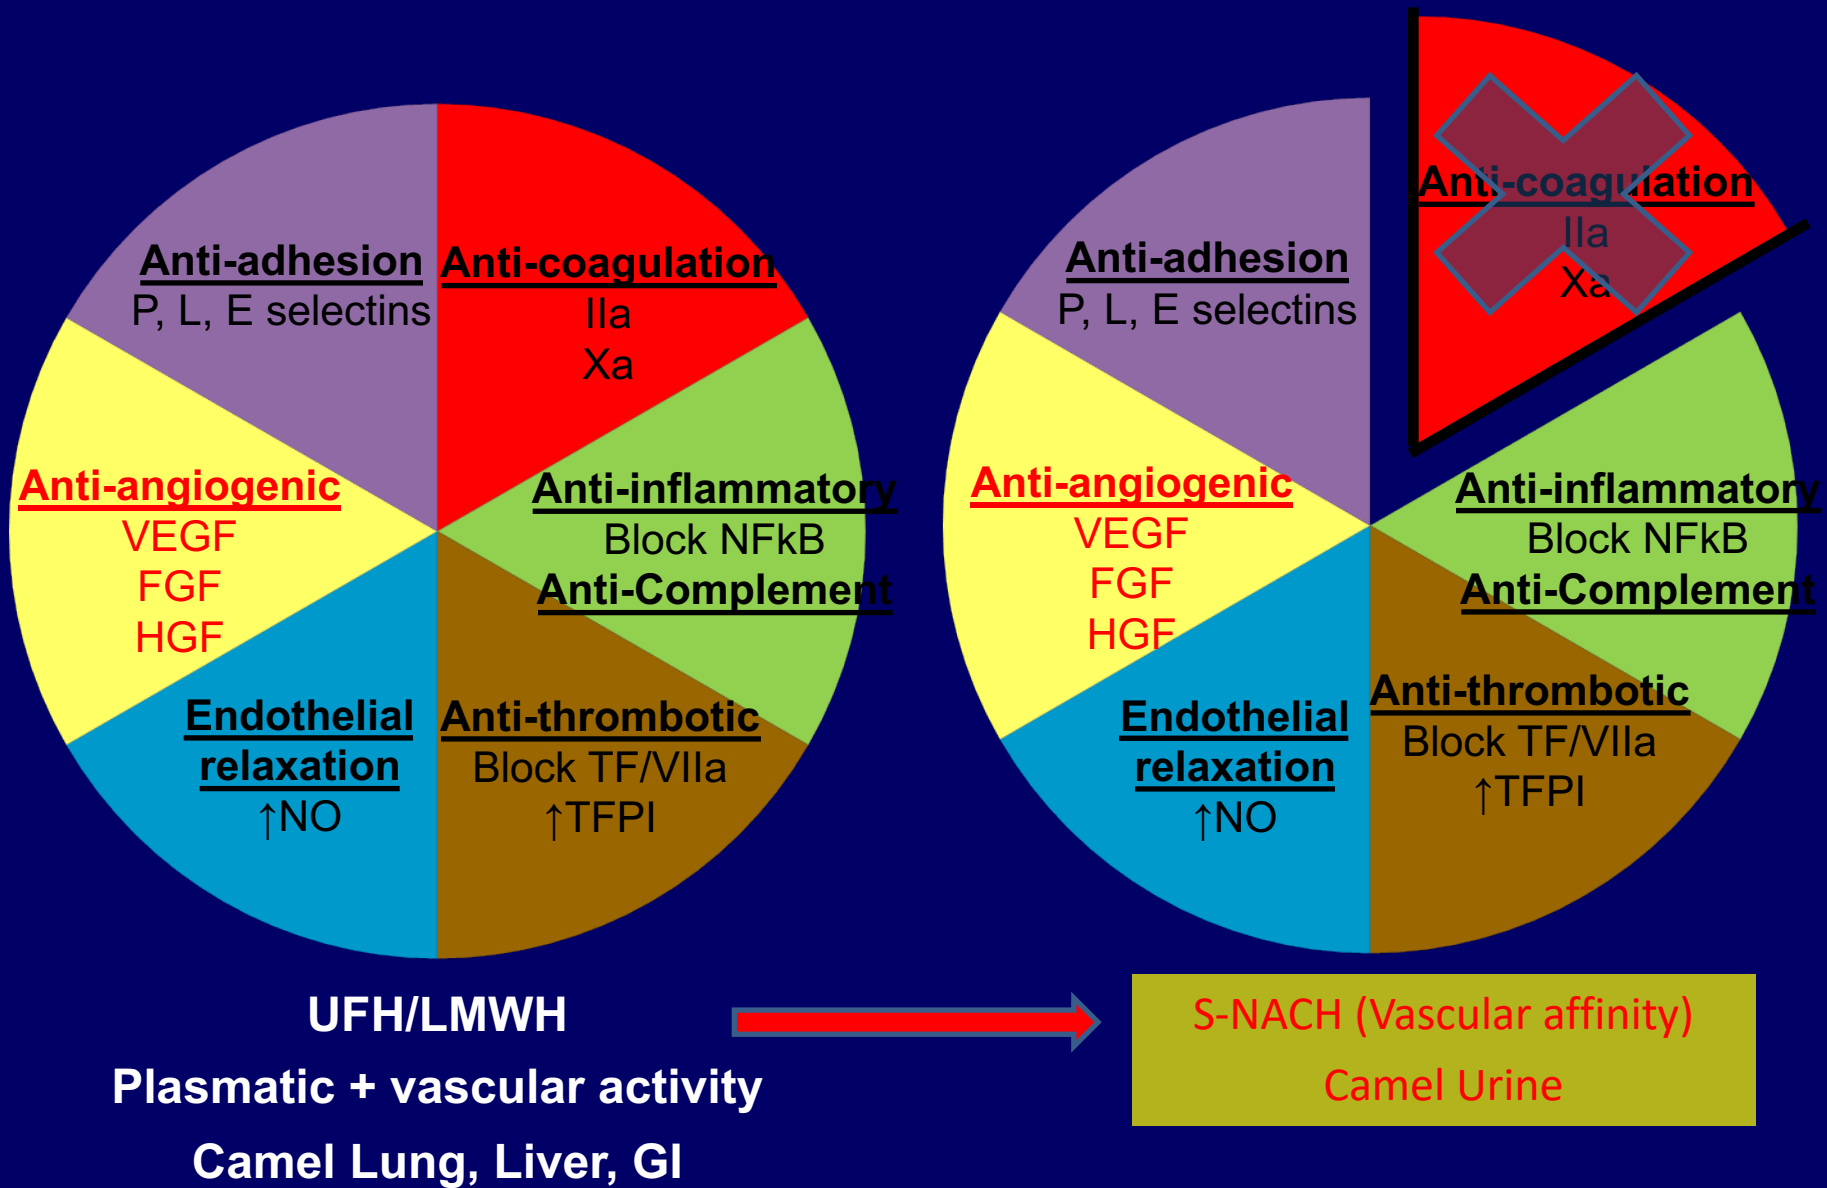 Anti-adhesion
P, L, E selectins
Anti-coagulation
IIa
Xa
Anti-angiogenic
VEGF
FGF
HGF
Anti-inflammatory
Block NFkB
Anti-Complement
Endothelial
relaxation
↑NO
Anti-thrombotic
Block TF/VIIa
↑TFPI
UFH/LMWH
Plasmatic + vascular activity
Camel Lung, Liver, GI
Anti-adhesion
P, L, E selectins
Anti-coagulation
IIa
Xa
Anti-angiogenic
VEGF
FGF
HGF
Anti-inflammatory
Block NFkB
Anti-Complement
Endothelial
relaxation
↑NO
Anti-thrombotic
Block TF/VIIa
↑TFPI
S-NACH (Vascular affinity)
Camel Urine